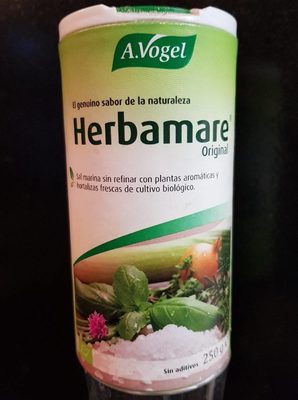 A.Vogel
El genuino sabor de la naturaleza
Herbamare®
Original
Sal marina sin refinar con plantas aromáticas y
hortalizas frescas de cultivo biológico.
Sin aditivos 250 g